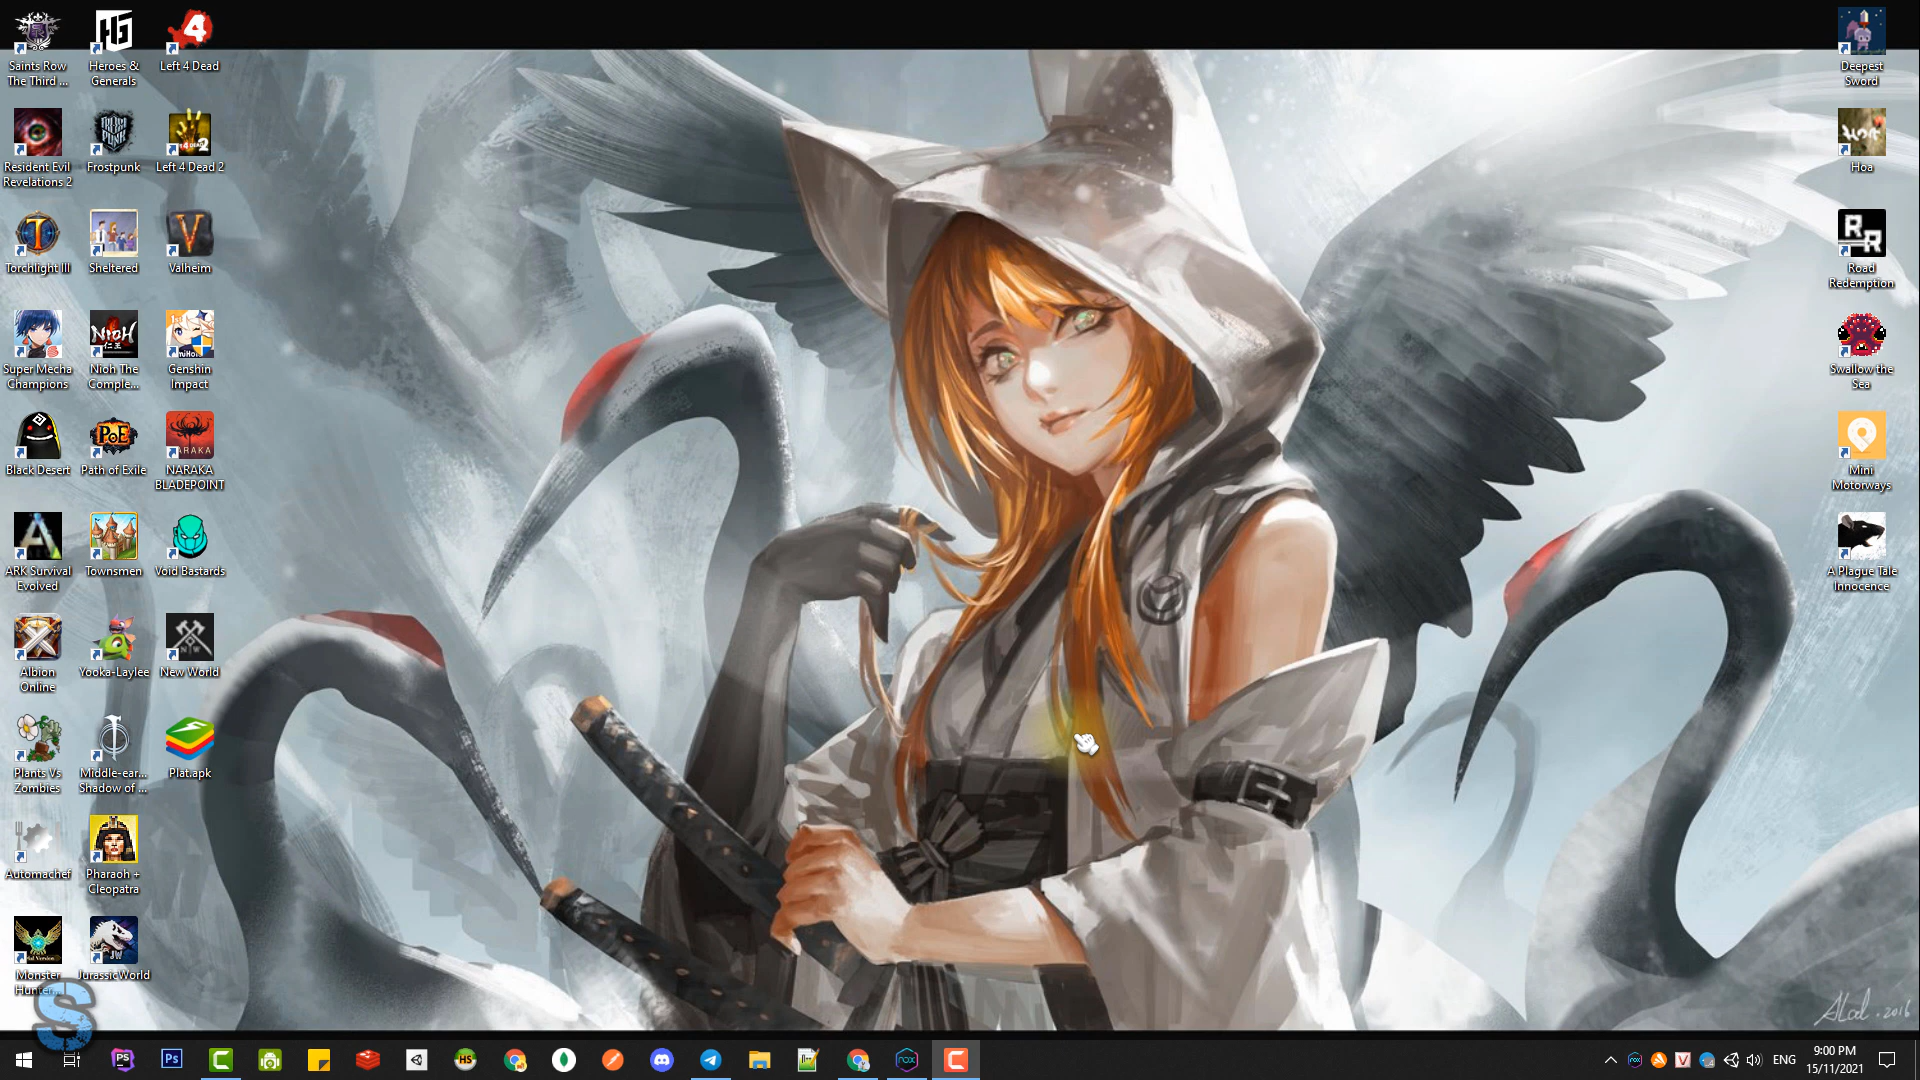 Saints Row
The Third ...
Heroes &
Generals
Left 4 Dead
Resident Evil
Revelations 2
Frostpunk
Left 4 Dead 2
Torchlight III
Sheltered
Valheim
Super Mecha
Champions
Nioh The
Comple...
Genshin
Impact
Black Desert
Path of Exile
NARAKA
BLADEPOINT
ARK Survival
Evolved
Townsmen
Void Bastards
Albion
Online
Yooka-Laylee
New World
Plants Vs
Zombies
Middle-ear...
Shadow of ...
Plat.apk
Automachef
Pharaoh +
Cleopatra
Monster
Hunter...
JurassicWorld
Deepest
Sword
Hoa
Road
Redemption
Swallow the
Sea
Mini
Motorways
A Plague Tale
Innocence
ENG
9:00 PM
15/11/2021